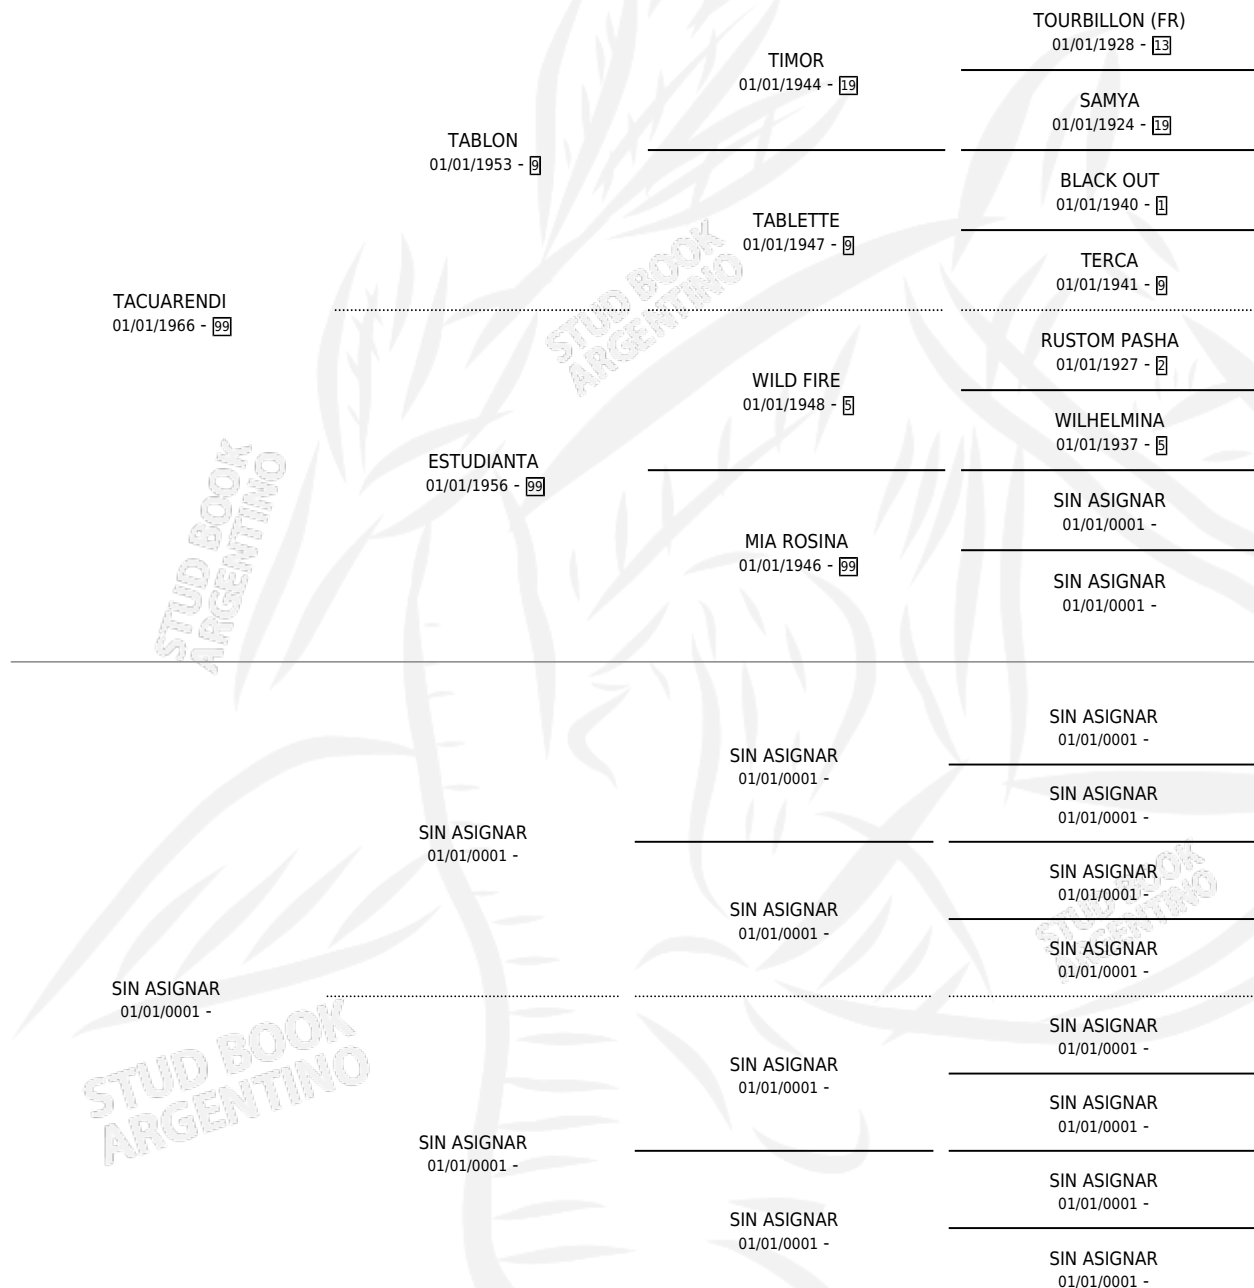 TOURBILLON (FR)
01/01/1928 - 13
TIMOR
01/01/1944 - 19
SAMYA
01/01/1924 - 19
TABLON
01/01/1953 - 9
BLACK OUT
01/01/1940 - 1
TABLETTE
01/01/1947 - 9
TERCA
01/01/1941 - 9
TACUARENDI
01/01/1966 - 99
RUSTOM PASHA
01/01/1927 - 2
WILD FIRE
01/01/1948 - 5
WILHELMINA
01/01/1937 - 5
ESTUDIANTA
01/01/1956 - 99
SIN ASIGNAR
01/01/0001 -
MIA ROSINA
01/01/1946 - 99
SIN ASIGNAR
01/01/0001 -
STUD BOOK
ARGENTINO
STUD BOOK
ARGENTINO
SIN ASIGNAR
01/01/0001 -
SIN ASIGNAR
01/01/0001 -
SIN ASIGNAR
01/01/0001 -
SIN ASIGNAR
01/01/0001 -
SIN ASIGNAR
01/01/0001 -
SIN ASIGNAR
01/01/0001 -
SIN ASIGNAR
01/01/0001 -
STUD BOOK
ARGENTINO
SIN ASIGNAR
01/01/0001 -
SIN ASIGNAR
01/01/0001 -
SIN ASIGNAR
01/01/0001 -
SIN ASIGNAR
01/01/0001 -
SIN ASIGNAR
01/01/0001 -
SIN ASIGNAR
01/01/0001 -
SIN ASIGNAR
01/01/0001 -
SIN ASIGNAR
01/01/0001 -
STUD BOOK
ARGENTINO